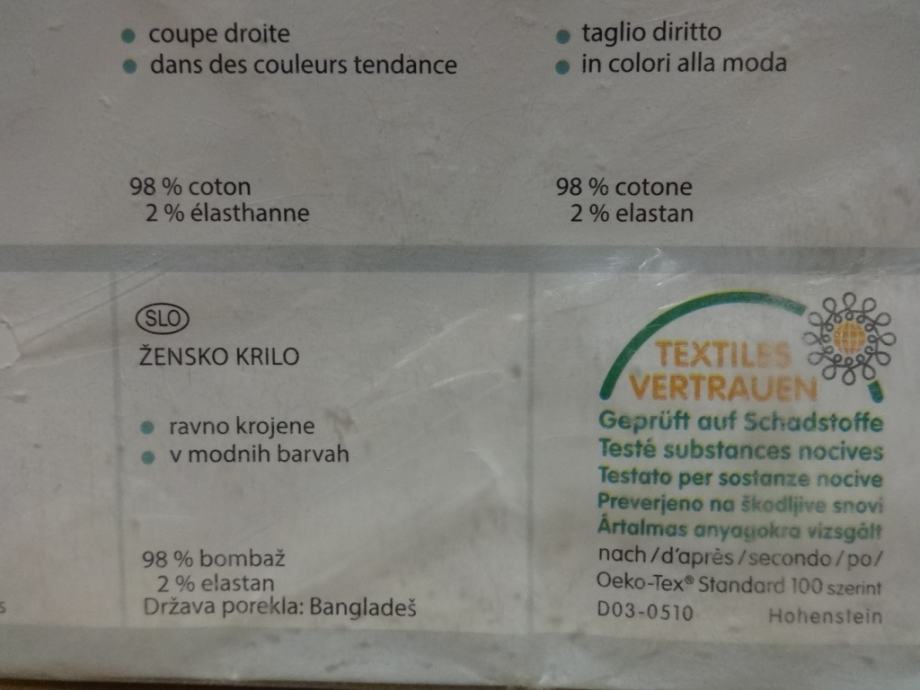 coupe droite
dans des couleurs tendance
98 % coton
2 % élasthanne
taglio diritto
in colori alla moda
98 % cotone
2 % elastan
SLO
ŽENSKO KRILO
ravno krojene
v modnih barvah
98 % bombaž
2 % elastan
Država porekla: Bangladeš
TEXTILES
VERTRAUEN
Geprüft auf Schadstoffe
Testé substances nocives
Testato per sostanze nocive
Preverjeno na škodljive snovi
Ártalmas anyagokra vizsgált
nach/d'après/secondo/po/
Oeko-Tex® Standard 100 szerint
D03-0510 Hohenstein